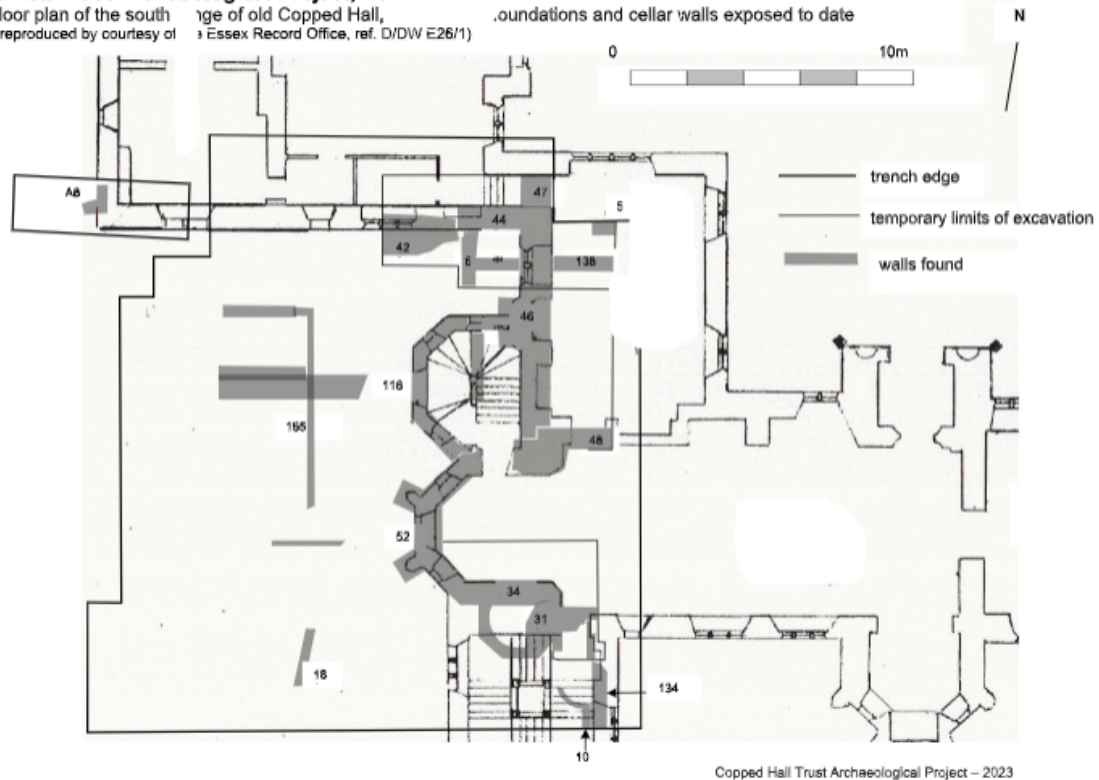 loor plan of the south nge of old Copped Hall, .oundations and cellar walls exposed to date
reproduced by courtesy of Essex Record Office, ref. D/DW E26/1)
N
0 10m
trench edge
temporary limits of excavation
walls found
A8
47
5
44
42
6
138
46
116
165
48
52
34
31
18
134
10
Copped Hall Trust Archaeological Project – 2023